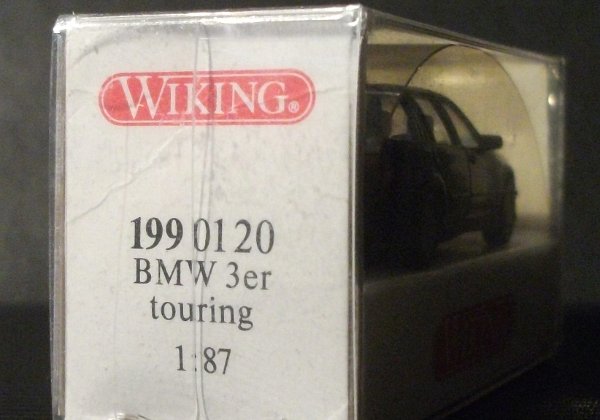 WIKING®
199 01 20
BMW 3er
touring
1:87